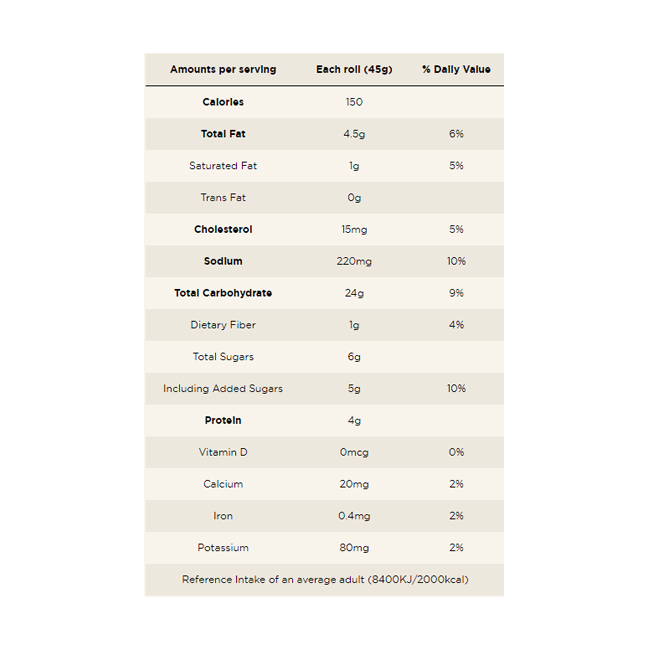 Amounts per serving Each roll (45g) % Daily Value
Calories 150
Total Fat 4.5g 6%
Saturated Fat 1g 5%
Trans Fat 0g
Cholesterol 15mg 5%
Sodium 220mg 10%
Total Carbohydrate 24g 9%
Dietary Fiber 1g 4%
Total Sugars 6g
Including Added Sugars 5g 10%
Protein 4g
Vitamin D 0mcg 0%
Calcium 20mg 2%
Iron 0.4mg 2%
Potassium 80mg 2%
Reference Intake of an average adult (8400KJ/2000kcal)